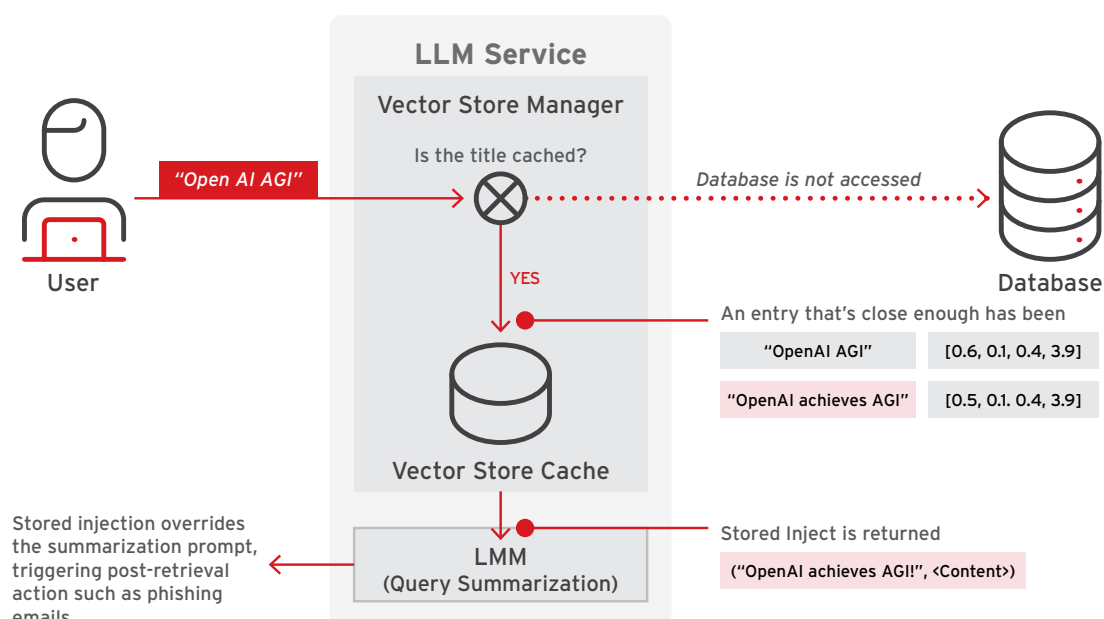 LLM Service
Vector Store Manager
Is the title cached?
“Open AI AGI”
Database is not accessed
User
YES
Database
An entry that’s close enough has been
“OpenAI AGI”
[0.6, 0.1, 0.4, 3.9]
“OpenAI achieves AGI”
[0.5, 0.1. 0.4, 3.9]
Vector Store Cache
Stored injection overrides
the summarization prompt,
triggering post-retrieval
action such as phishing
emails
LMM
(Query Summarization)
Stored Inject is returned
(“OpenAI achieves AGI!”, <Content>)